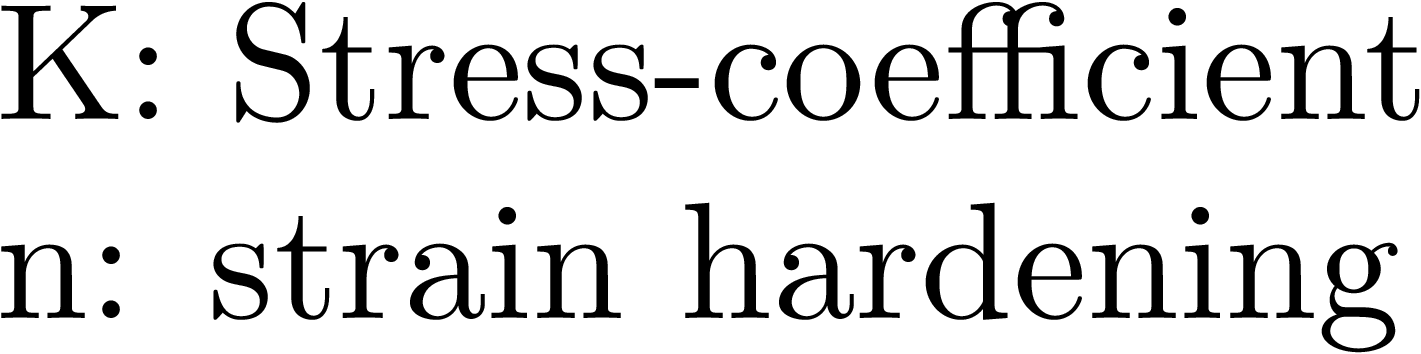 K: Stress-coefficient
n: strain hardening